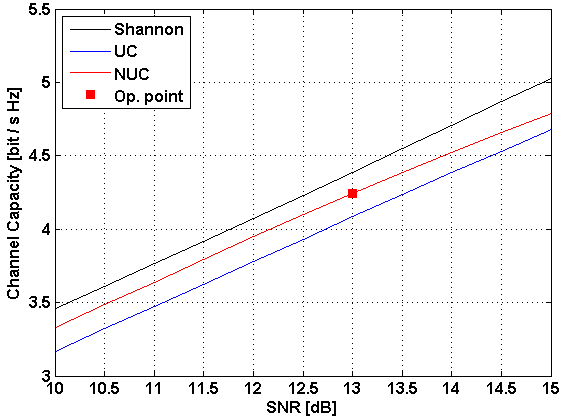 5.5
5
4.5
4
3.5
3
Channel Capacity [bit / s Hz]
Shannon
UC
NUC
Op. point
10 10.5 11 11.5 12 12.5 13 13.5 14 14.5 15
SNR [dB]